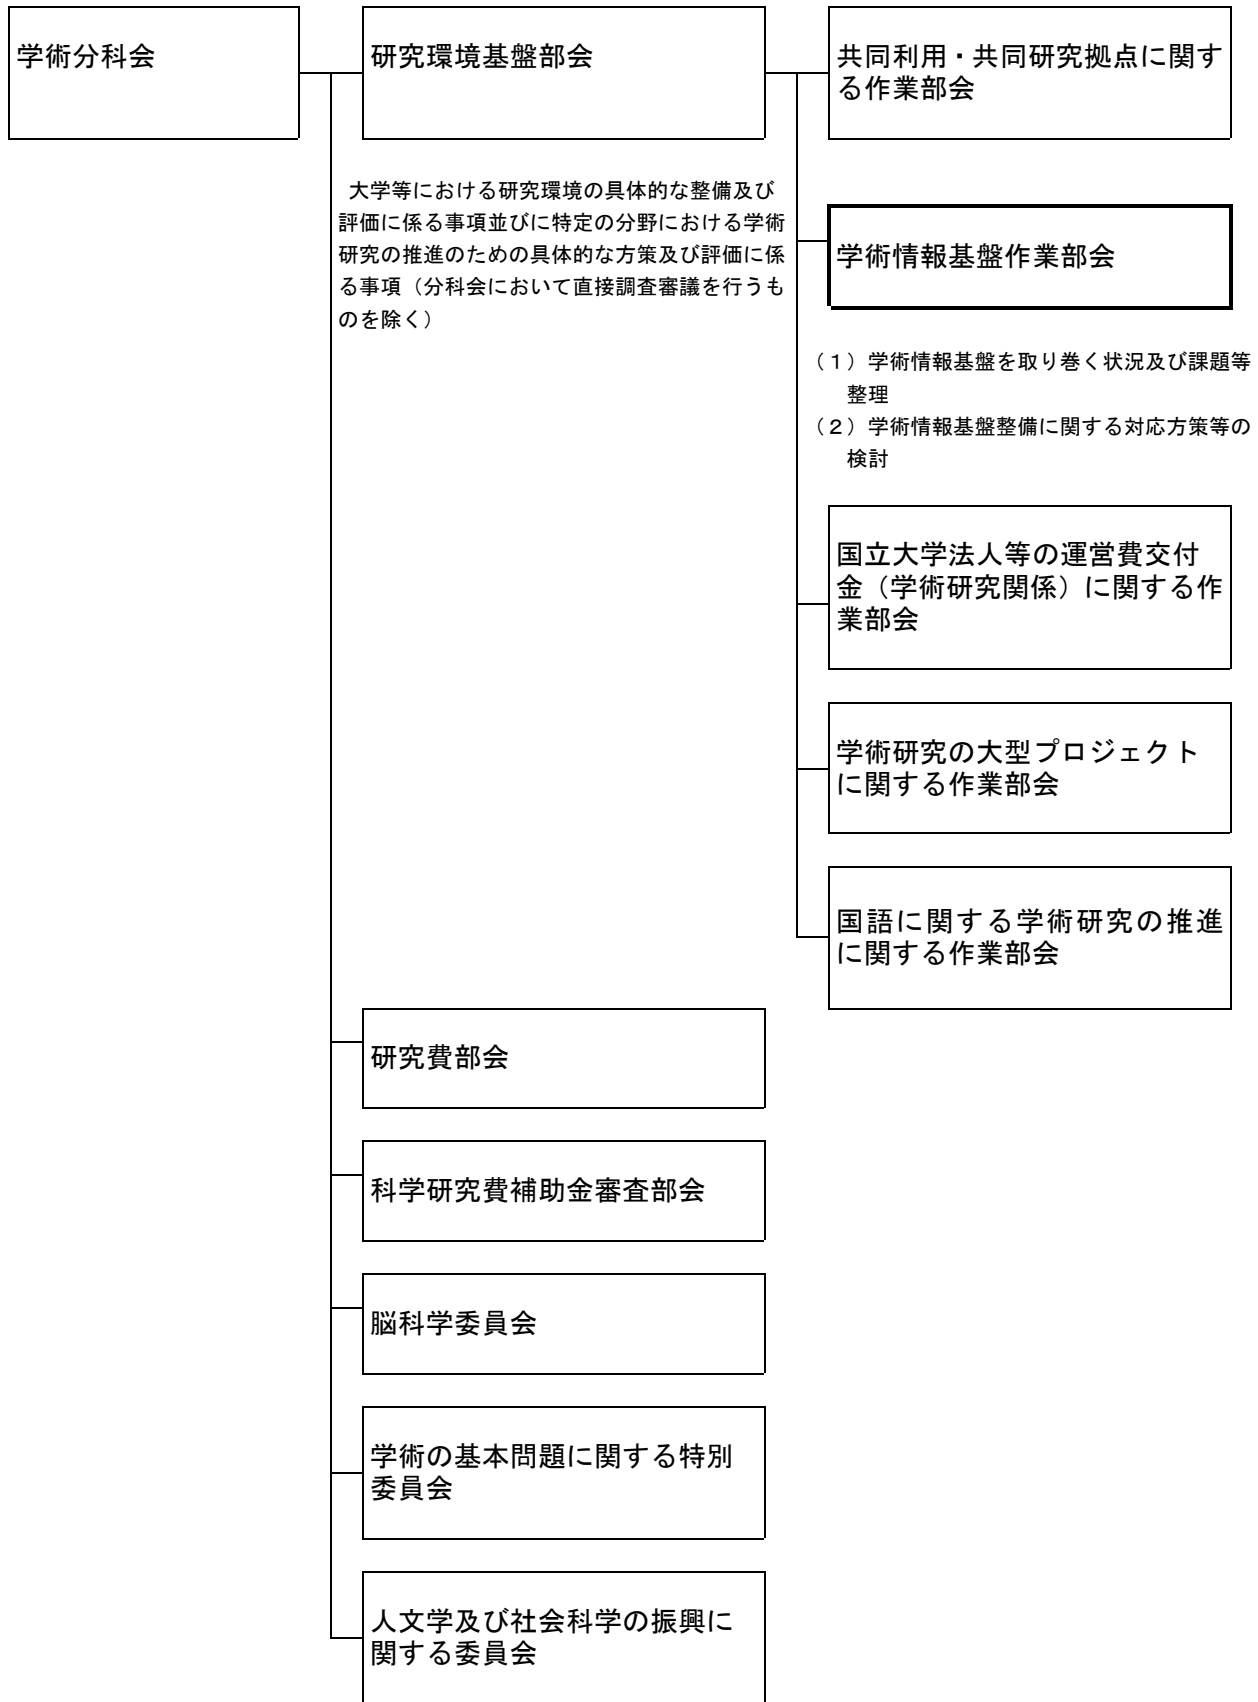 学術分科会
研究環境基盤部会
共同利用・共同研究拠点に関す
る作業部会
大学等における研究環境の具体的な整備及び
評価に係る事項並びに特定の分野における学術
研究の推進のための具体的な方策及び評価に係
る事項（分科会において直接調査審議を行うも
のを除く）
学術情報基盤作業部会
（１）学術情報基盤を取り巻く状況及び課題等
整理
（２）学術情報基盤整備に関する対応方策等の
検討
国立大学法人等の運営費交付
金（学術研究関係）に関する作
業部会
学術研究の大型プロジェクト
に関する作業部会
国語に関する学術研究の推進
に関する作業部会
研究費部会
科学研究費補助金審査部会
脳科学委員会
学術の基本問題に関する特別
委員会
人文学及び社会科学の振興に
関する委員会